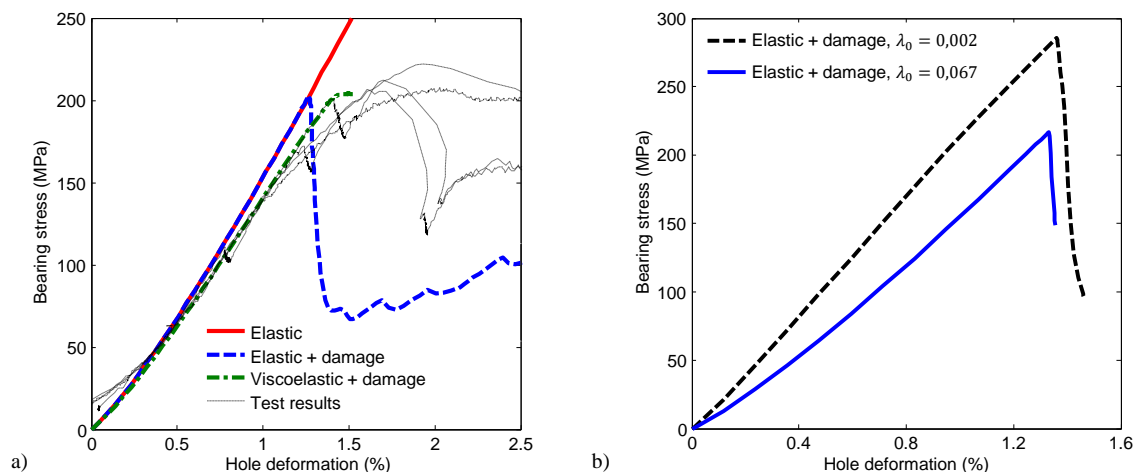 250
200
150
100
50
0
Bearing stress (MPa)
Elastic
Elastic + damage
Viscoelastic + damage
Test results
0 0.5 1 1.5 2 2.5
Hole deformation (%)
a)
300
250
200
150
100
50
0
Bearing stress (MPa)
Elastic + damage, λ₀ = 0,002
Elastic + damage, λ₀ = 0,067
0 0.4 0.8 1.2 1.6
Hole deformation (%)
b)